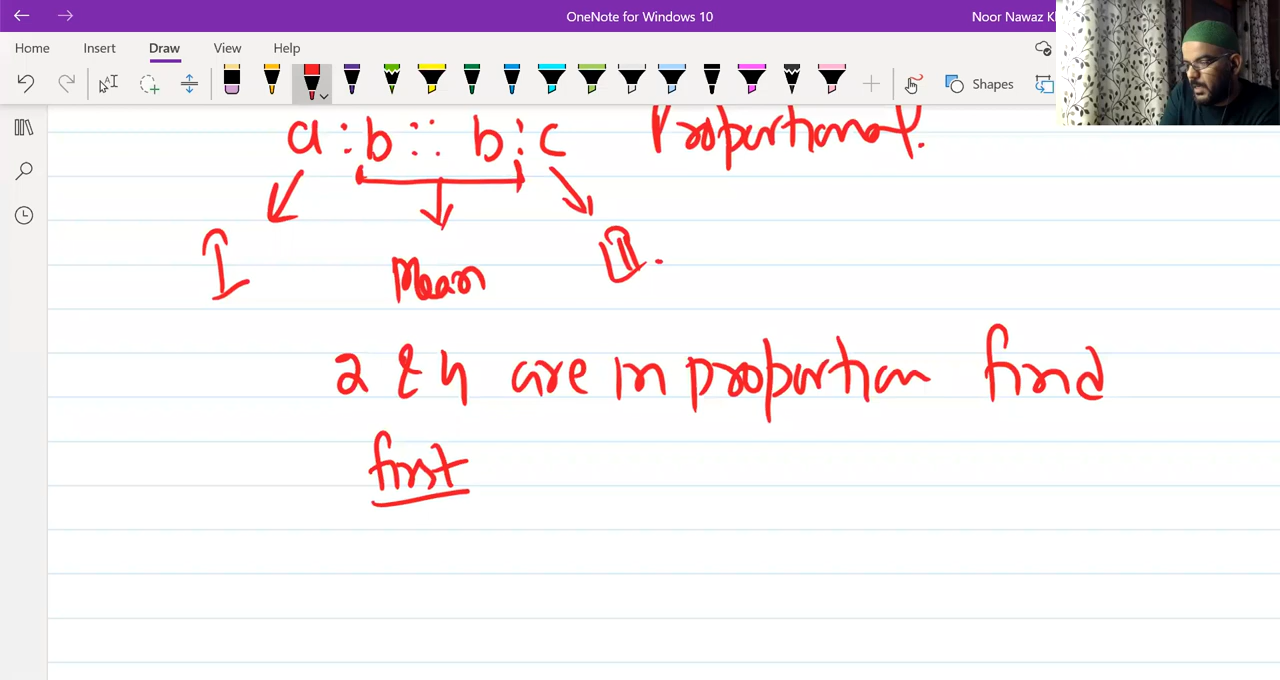 OneNote for Windows 10
Noor Nawaz
Home Insert Draw View Help
Shapes
a : b :: b : c Proportional.
I Mean III.
2 & 4 are in proportion find
first